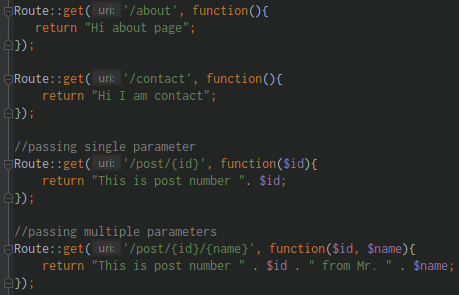 Route::get( uri: '/about', function(){
return "Hi about page";
});
Route::get( uri: '/contact', function(){
return "Hi I am contact";
});
//passing single parameter
Route::get( uri: '/post/{id}', function($id){
return "This is post number ". $id;
});
//passing multiple parameters
Route::get( uri: '/post/{id}/{name}', function($id, $name){
return "This is post number " . $id . " from Mr. " . $name;
});